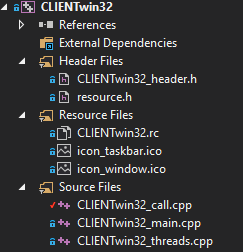 CLIENTwin32
References
External Dependencies
Header Files
CLIENTwin32_header.h
resource.h
Resource Files
CLIENTwin32.rc
icon_taskbar.ico
icon_window.ico
Source Files
CLIENTwin32_call.cpp
CLIENTwin32_main.cpp
CLIENTwin32_threads.cpp